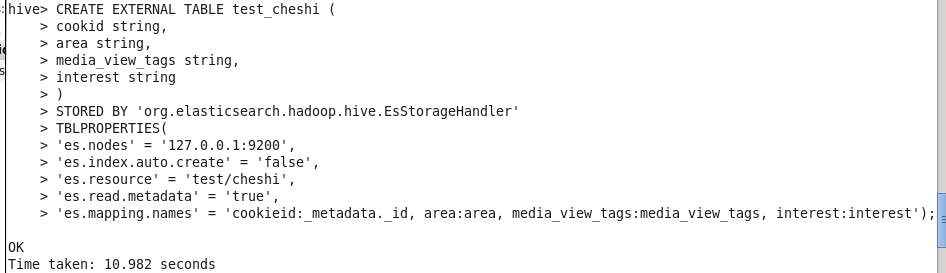 hive> CREATE EXTERNAL TABLE test_cheshi (
> cookid string,
> area string,
> media_view_tags string,
> interest string
> )
> STORED BY 'org.elasticsearch.hadoop.hive.EsStorageHandler'
> TBLPROPERTIES(
> 'es.nodes' = '127.0.0.1:9200',
> 'es.index.auto.create' = 'false',
> 'es.resource' = 'test/cheshi',
> 'es.read.metadata' = 'true',
> 'es.mapping.names' = 'cookieid:_metadata._id, area:area, media_view_tags:media_view_tags, interest:interest');
OK
Time taken: 10.982 seconds